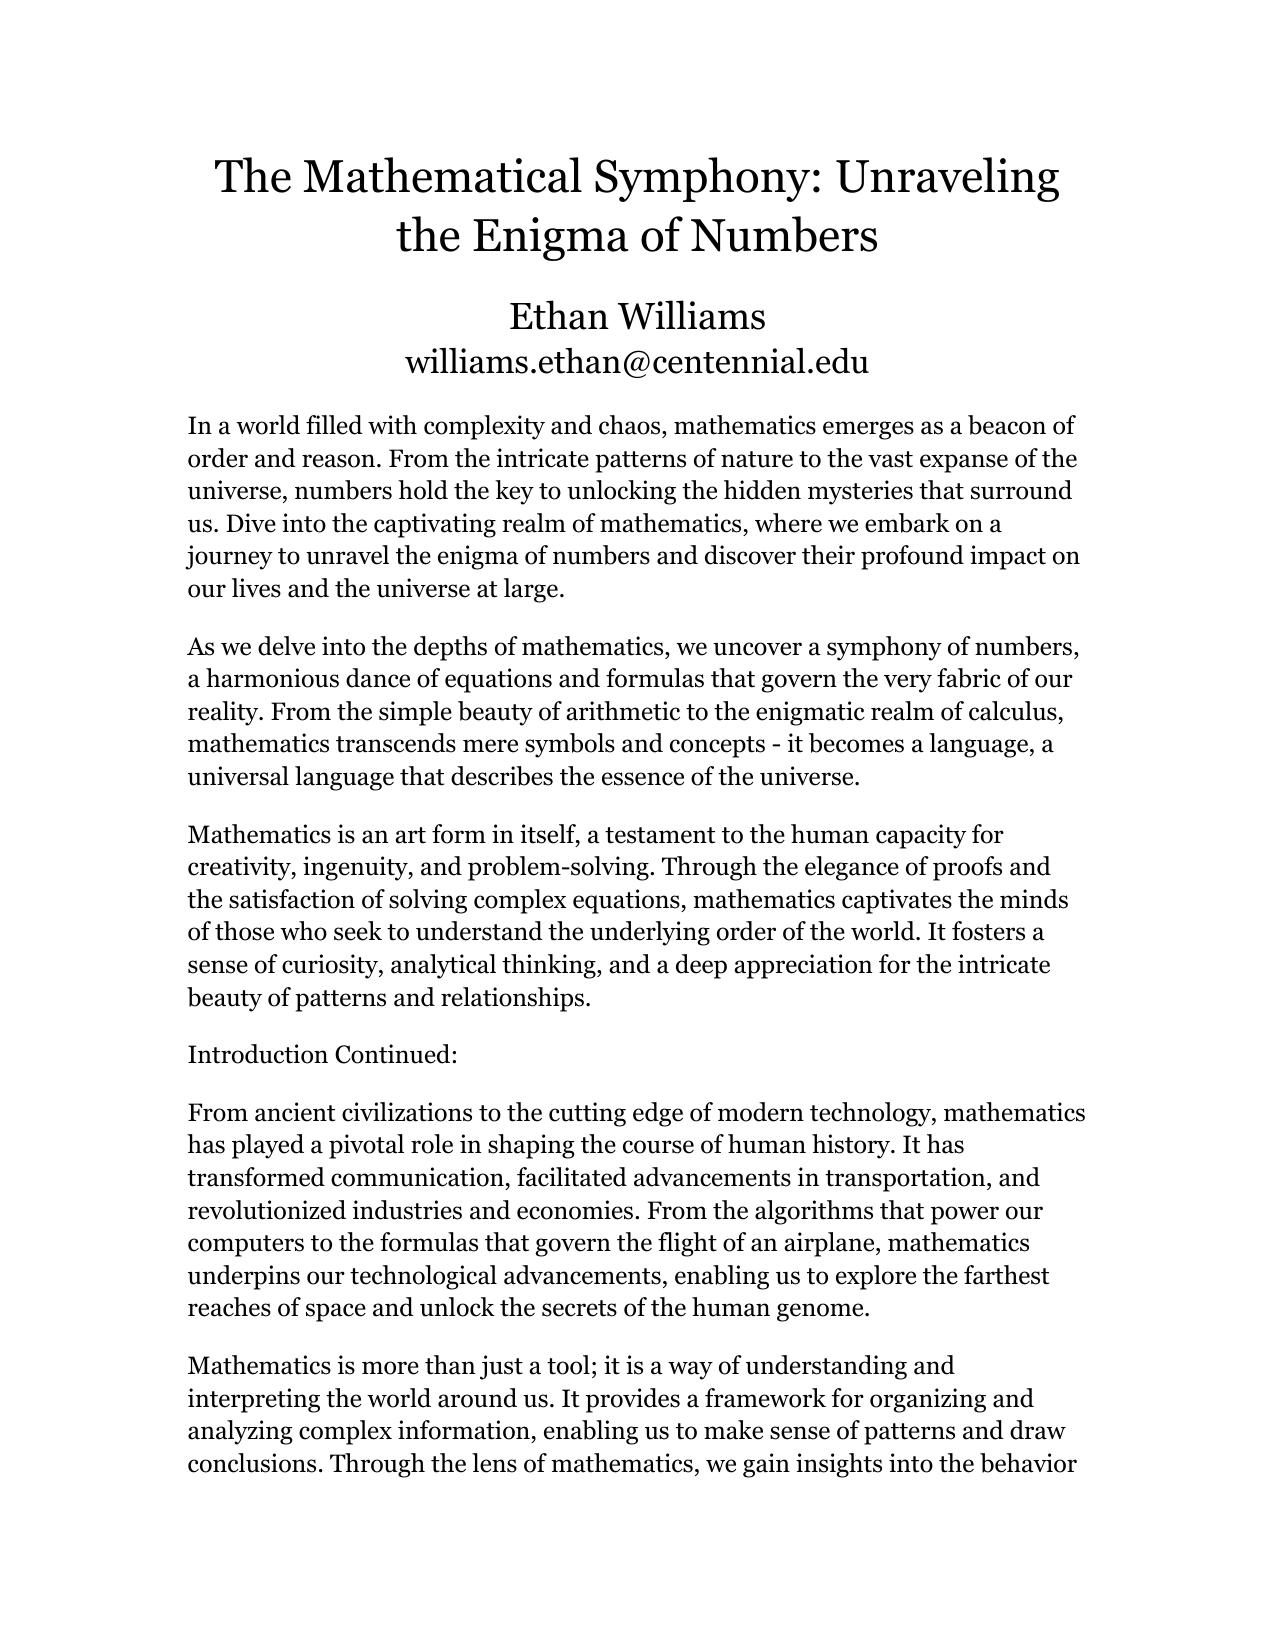 The Mathematical Symphony: Unraveling
the Enigma of Numbers
Ethan Williams
williams.ethan@centennial.edu
In a world filled with complexity and chaos, mathematics emerges as a beacon of
order and reason. From the intricate patterns of nature to the vast expanse of the
universe, numbers hold the key to unlocking the hidden mysteries that surround
us. Dive into the captivating realm of mathematics, where we embark on a
journey to unravel the enigma of numbers and discover their profound impact on
our lives and the universe at large.
As we delve into the depths of mathematics, we uncover a symphony of numbers,
a harmonious dance of equations and formulas that govern the very fabric of our
reality. From the simple beauty of arithmetic to the enigmatic realm of calculus,
mathematics transcends mere symbols and concepts - it becomes a language, a
universal language that describes the essence of the universe.
Mathematics is an art form in itself, a testament to the human capacity for
creativity, ingenuity, and problem-solving. Through the elegance of proofs and
the satisfaction of solving complex equations, mathematics captivates the minds
of those who seek to understand the underlying order of the world. It fosters a
sense of curiosity, analytical thinking, and a deep appreciation for the intricate
beauty of patterns and relationships.
Introduction Continued:
From ancient civilizations to the cutting edge of modern technology, mathematics
has played a pivotal role in shaping the course of human history. It has
transformed communication, facilitated advancements in transportation, and
revolutionized industries and economies. From the algorithms that power our
computers to the formulas that govern the flight of an airplane, mathematics
underpins our technological advancements, enabling us to explore the farthest
reaches of space and unlock the secrets of the human genome.
Mathematics is more than just a tool; it is a way of understanding and
interpreting the world around us. It provides a framework for organizing and
analyzing complex information, enabling us to make sense of patterns and draw
conclusions. Through the lens of mathematics, we gain insights into the behavior